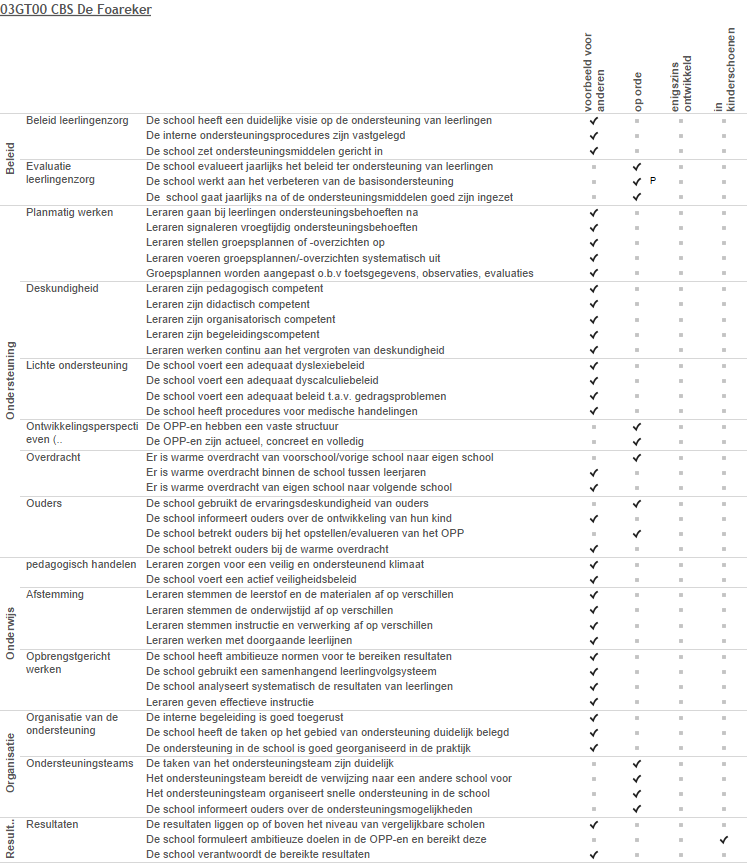 03GT00 CBS De Foareker
voorbeeld voor
anderen
op orde
enigszins
ontwikkeld
in
kinderschoenen
Beleid
Beleid leerlingenzorg
De school heeft een duidelijke visie op de ondersteuning van leerlingen
De interne ondersteuningsprocedures zijn vastgelegd
De school zet ondersteuningsmiddelen gericht in
Evaluatie
leerlingenzorg
De school evalueert jaarlijks het beleid ter ondersteuning van leerlingen
De school werkt aan het verbeteren van de basisondersteuning P
De school gaat jaarlijks na of de ondersteuningsmiddelen goed zijn ingezet
Ondersteuning
Planmatig werken
Leraren gaan bij leerlingen ondersteuningsbehoeften na
Leraren signaleren vroegtijdig ondersteuningsbehoeften
Leraren stellen groepsplannen of -overzichten op
Leraren voeren groepsplannen/-overzichten systematisch uit
Groepsplannen worden aangepast o.b.v toetsgegevens, observaties, evaluaties
Deskundigheid
Leraren zijn pedagogisch competent
Leraren zijn didactisch competent
Leraren zijn organisatorisch competent
Leraren zijn begeleidingscompetent
Leraren werken continu aan het vergroten van deskundigheid
Lichte ondersteuning
De school voert een adequaat dyslexiebeleid
De school voert een adequaat dyscalculiebeleid
De school voert een adequaat beleid t.a.v. gedragsproblemen
De school heeft procedures voor medische handelingen
Ontwikkelingsperspecti
even (..
De OPP-en hebben een vaste structuur
De OPP-en zijn actueel, concreet en volledig
Overdracht
Er is warme overdracht van voorschool/vorige school naar eigen school
Er is warme overdracht binnen de school tussen leerjaren
Er is warme overdracht van eigen school naar volgende school
Ouders
De school gebruikt de ervaringsdeskundigheid van ouders
De school informeert ouders over de ontwikkeling van hun kind
De school betrekt ouders bij het opstellen/evalueren van het OPP
De school betrekt ouders bij de warme overdracht
Onderwijs
pedagogisch handelen
Leraren zorgen voor een veilig en ondersteunend klimaat
De school voert een actief veiligheidsbeleid
Afstemming
Leraren stemmen de leerstof en de materialen af op verschillen
Leraren stemmen de onderwijstijd af op verschillen
Leraren stemmen instructie en verwerking af op verschillen
Leraren werken met doorgaande leerlijnen
Opbrengstgericht
werken
De school heeft ambitieuze normen voor te bereiken resultaten
De school gebruikt een samenhangend leerlingvolgsysteem
De school analyseert systematisch de resultaten van leerlingen
Leraren geven effectieve instructie
Organisatie
Organisatie van de
ondersteuning
De interne begeleiding is goed toegerust
De school heeft de taken op het gebied van ondersteuning duidelijk belegd
De ondersteuning in de school is goed georganiseerd in de praktijk
Ondersteuningsteams
De taken van het ondersteuningsteam zijn duidelijk
Het ondersteuningsteam bereidt de verwijzing naar een andere school voor
Het ondersteuningsteam organiseert snelle ondersteuning in de school
De school informeert ouders over de ondersteuningsmogelijkheden
Result..
Resultaten
De resultaten liggen op of boven het niveau van vergelijkbare scholen
De school formuleert ambitieuze doelen in de OPP-en en bereikt deze
De school verantwoordt de bereikte resultaten